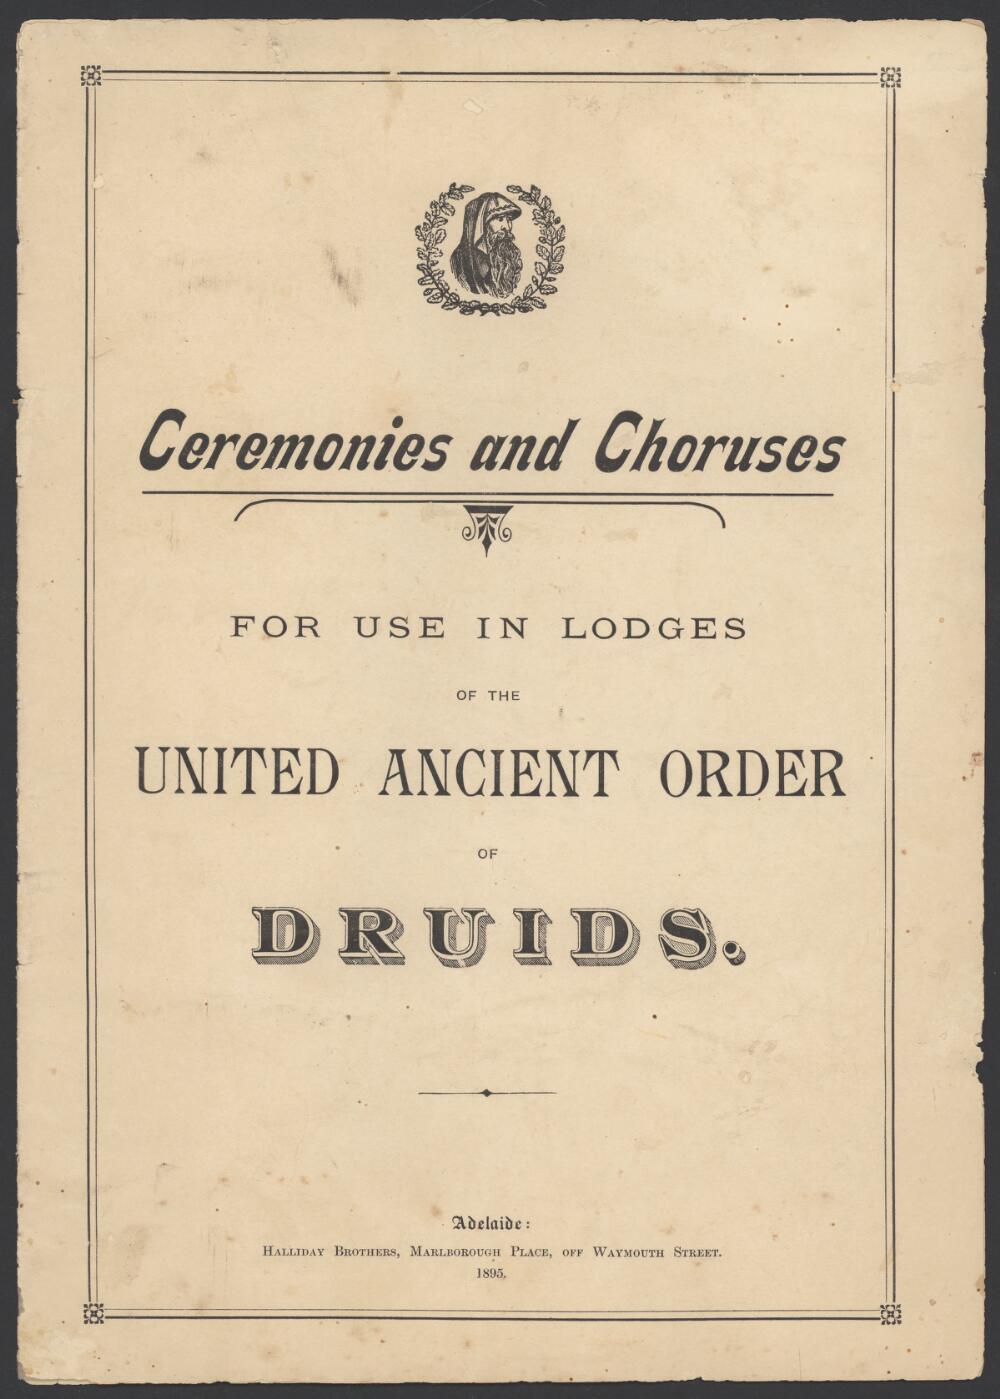 Ceremonies and Choruses
FOR USE IN LODGES
OF THE
UNITED ANCIENT ORDER
OF
DRUIDS.
Adelaide:
HALLIDAY BROTHERS, MARLBOROUGH PLACE, OFF WAYMOUTH STREET.
1895.